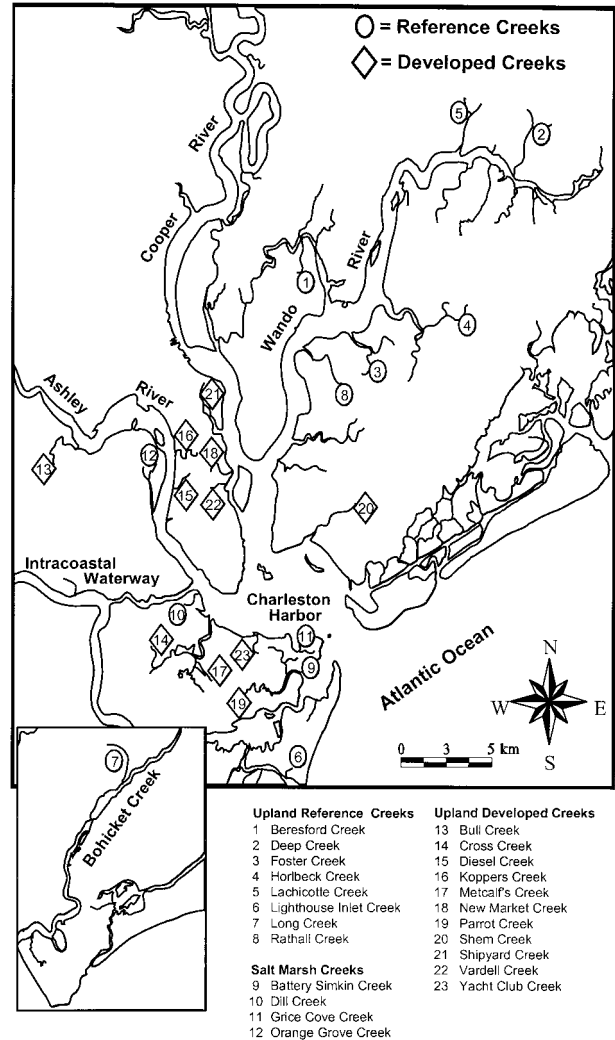 = Reference Creeks
= Developed Creeks
5
2
River
Cooper
River
1
Wando
4
3
8
Ashley
River
21
16
18
12
13
15
22
20
Intracoastal
Waterway
10
Charleston
Harbor
11
14
23
17
9
19
6
Atlantic Ocean
N
W
E
S
0 3 5 km
7
Bohicket Creek
Upland Reference Creeks
1 Beresford Creek
2 Deep Creek
3 Foster Creek
4 Horlbeck Creek
5 Lachicotte Creek
6 Lighthouse Inlet Creek
7 Long Creek
8 Rathall Creek
Salt Marsh Creeks
9 Battery Simkin Creek
10 Dill Creek
11 Grice Cove Creek
12 Orange Grove Creek
Upland Developed Creeks
13 Bull Creek
14 Cross Creek
15 Diesel Creek
16 Koppers Creek
17 Metcalf's Creek
18 New Market Creek
19 Parrot Creek
20 Shem Creek
21 Shipyard Creek
22 Vardell Creek
23 Yacht Club Creek